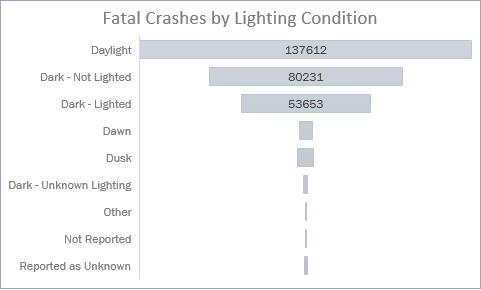 Fatal Crashes by Lighting Condition
Daylight 137612
Dark - Not Lighted 80231
Dark - Lighted 53653
Dawn
Dusk
Dark - Unknown Lighting
Other
Not Reported
Reported as Unknown